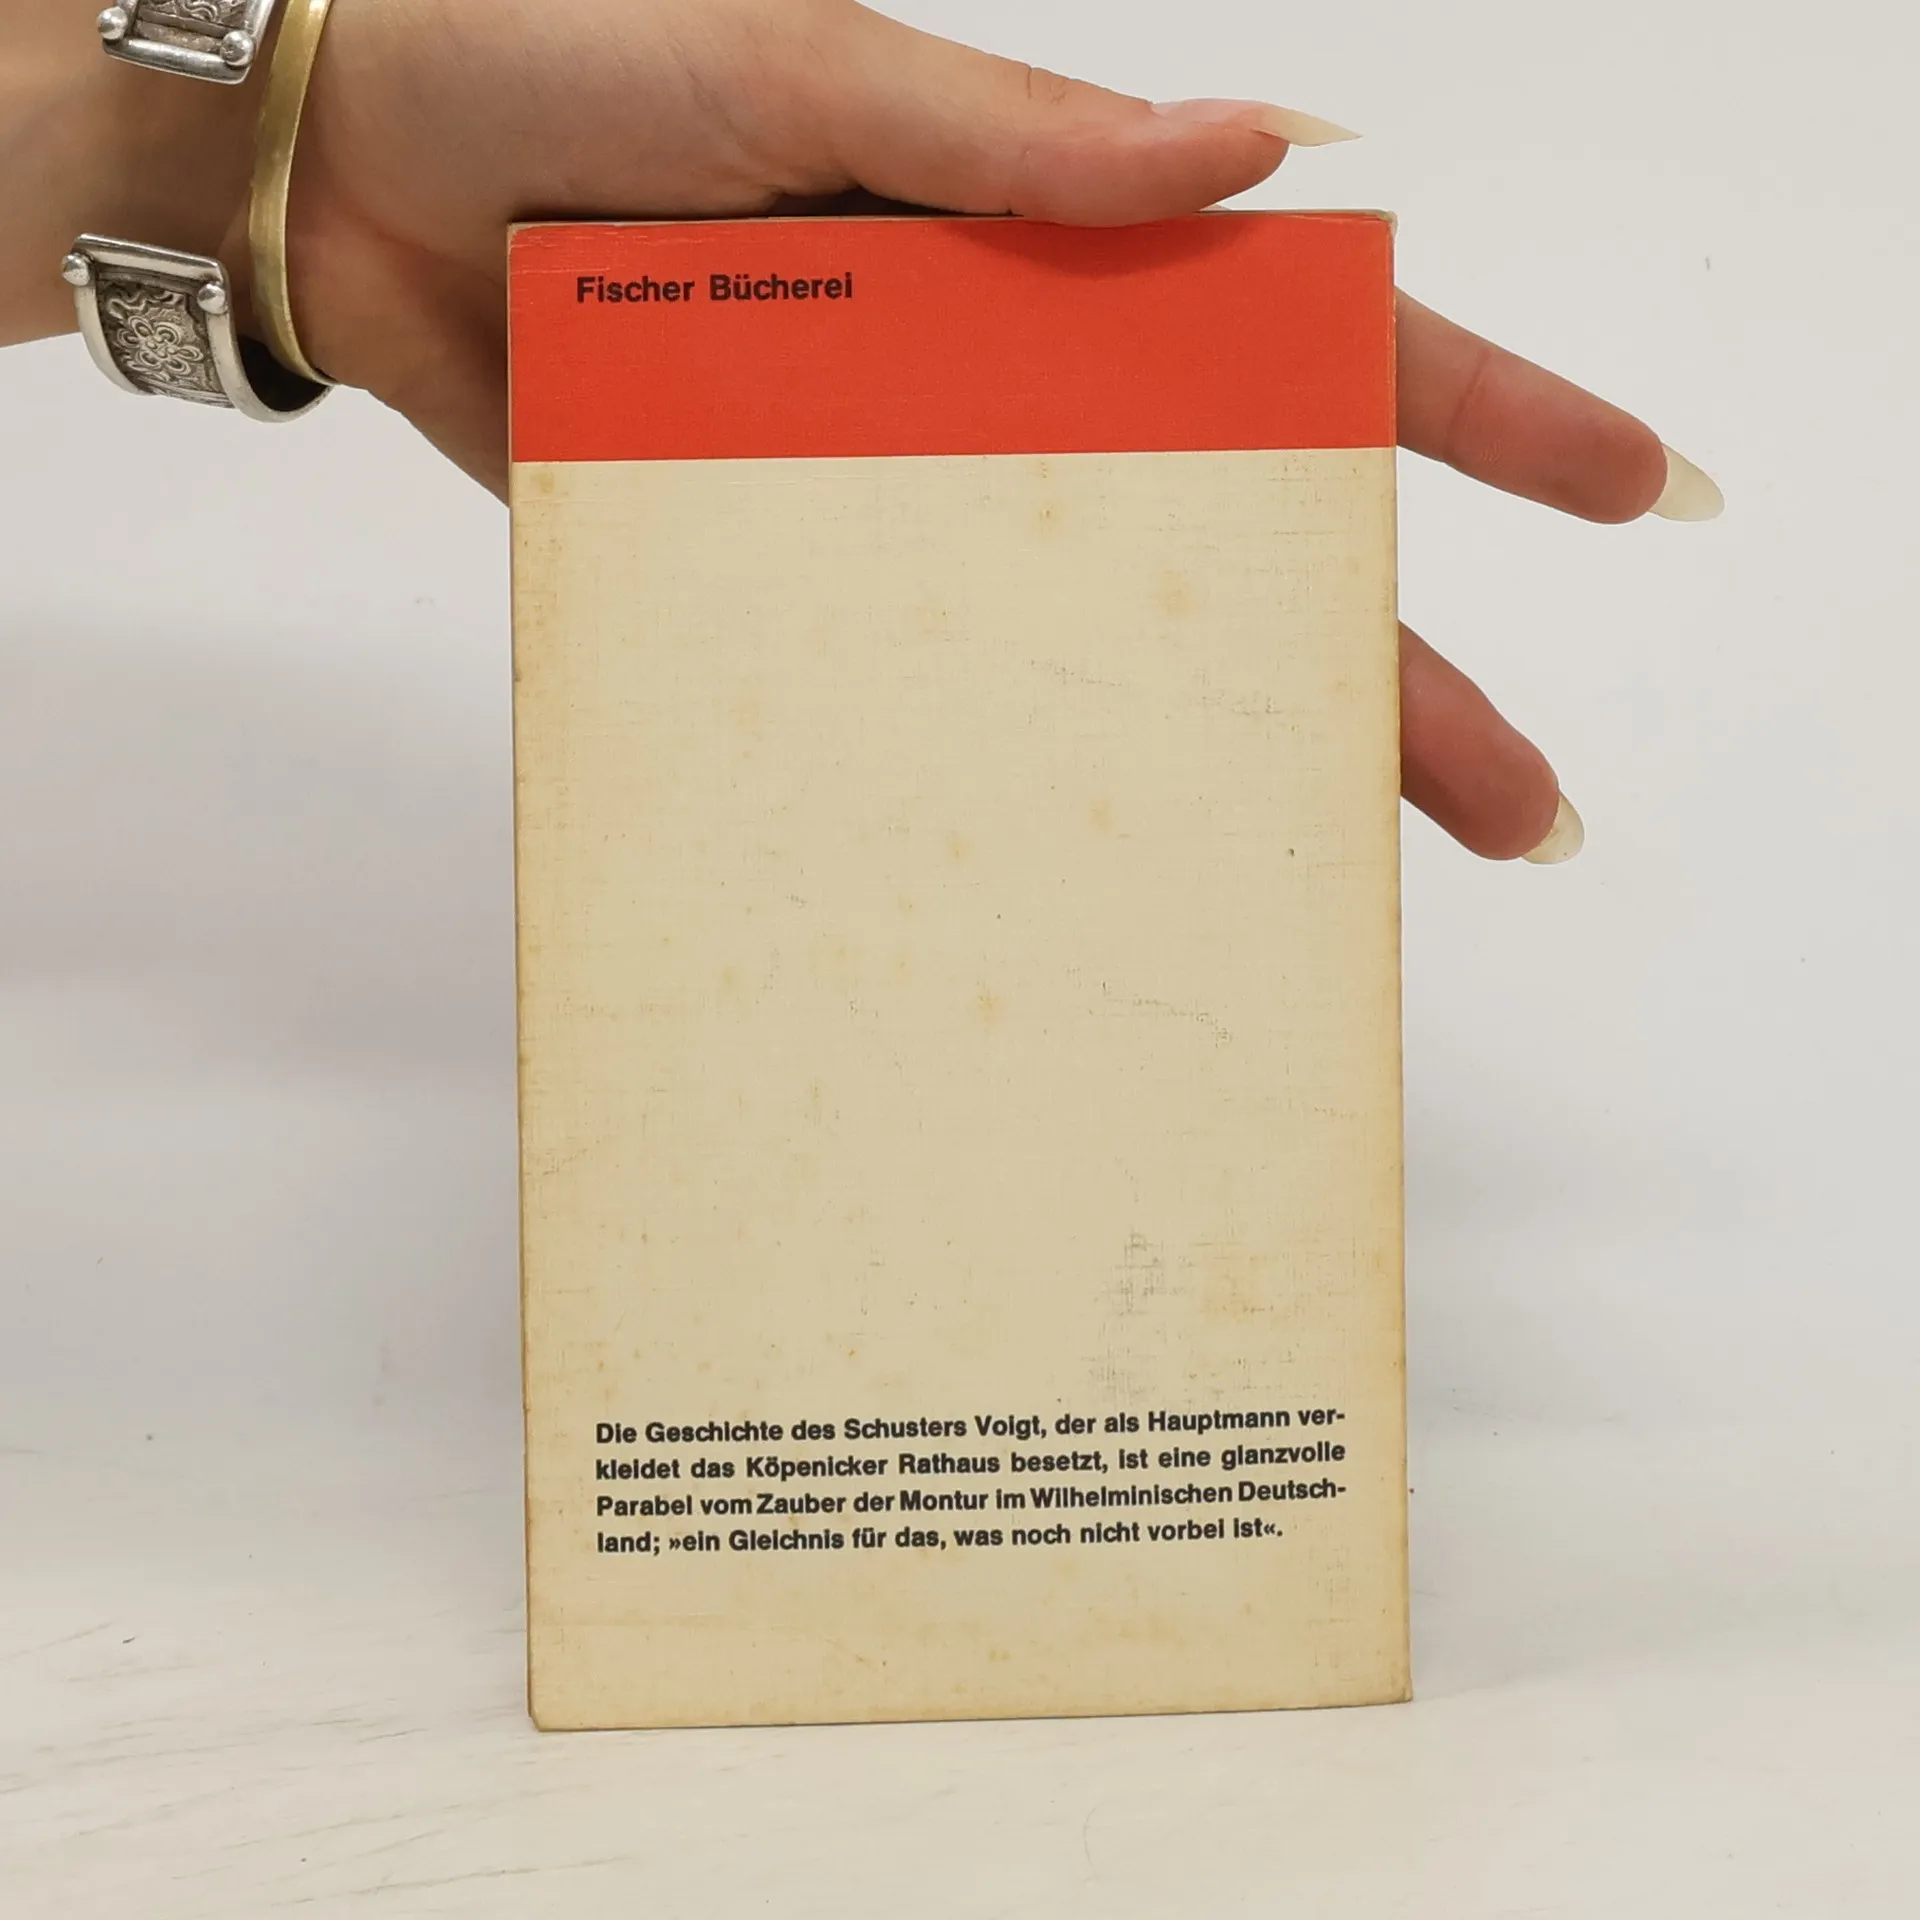 Fischer Bücherei
Die Geschichte des Schusters Voigt, der als Hauptmann ver-
kleidet das Köpenicker Rathaus besetzt, ist eine glanzvolle
Parabel vom Zauber der Montur im Wilhelminischen Deutsch-
land; »ein Gleichnis für das, was noch nicht vorbei ist«.